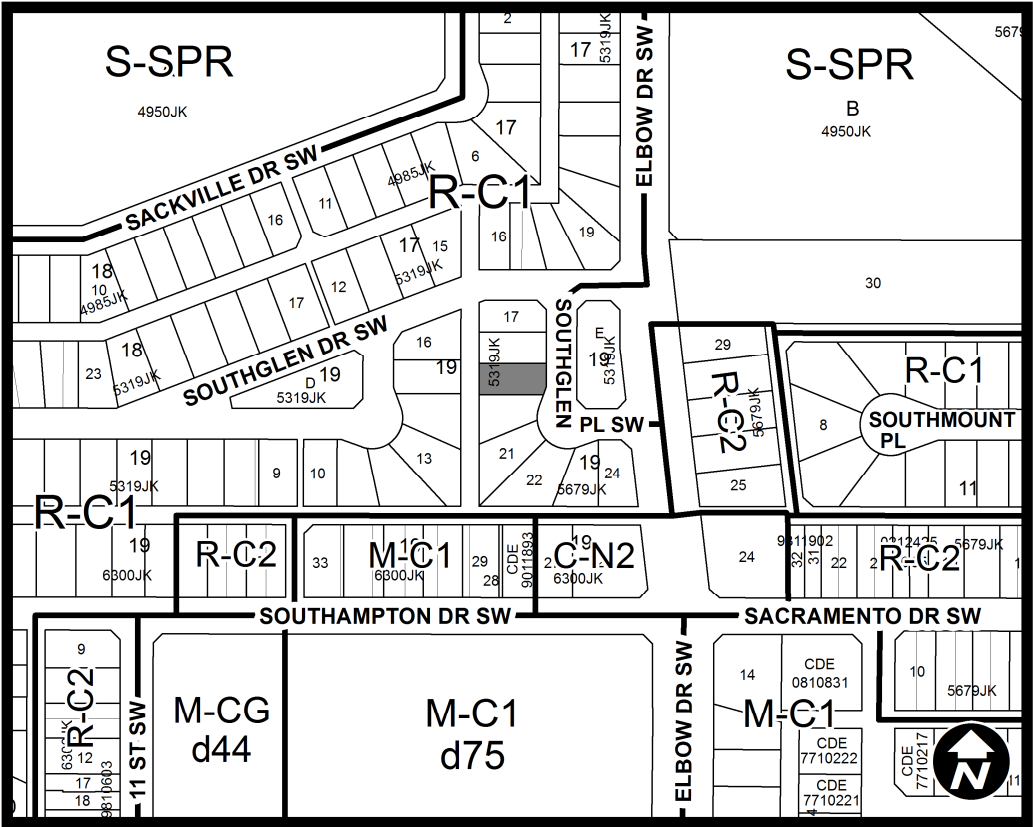 S-SPR
4950JK
2
17
5319JK
ELBOW DR SW
S-SPR
B
4950JK
SACKVILLE DR SW
17
6
4985JK
R-C1
11
16
16
19
17
15
5319JK
18
10
4985JK
12
17
30
18
5319JK
23
SOUTHGLEN DR SW
D
19
5319JK
16
19
17
5319JK
SOUTHGLEN
PL SW
E
19
5319JK
29
R-C2
5679JK
25
R-C1
8
SOUTHMOUNT
PL
11
19
5319JK
9
10
13
21
22
19
5679JK
24
R-C1
19
6300JK
R-C2
33
M-C1
6300JK
29
28
CDE
9011893
C-N2
19
6300JK
24
9311902
32
31
22
R-C2
5679JK
SOUTHAMPTON DR SW
SACRAMENTO DR SW
9
R-C2
12
17
18
9810603
11 ST SW
M-CG
d44
M-C1
d75
ELBOW DR SW
14
CDE
0810831
M-C1
CDE
7710222
CDE
7710221
10
5679JK
CDE
7710217
N